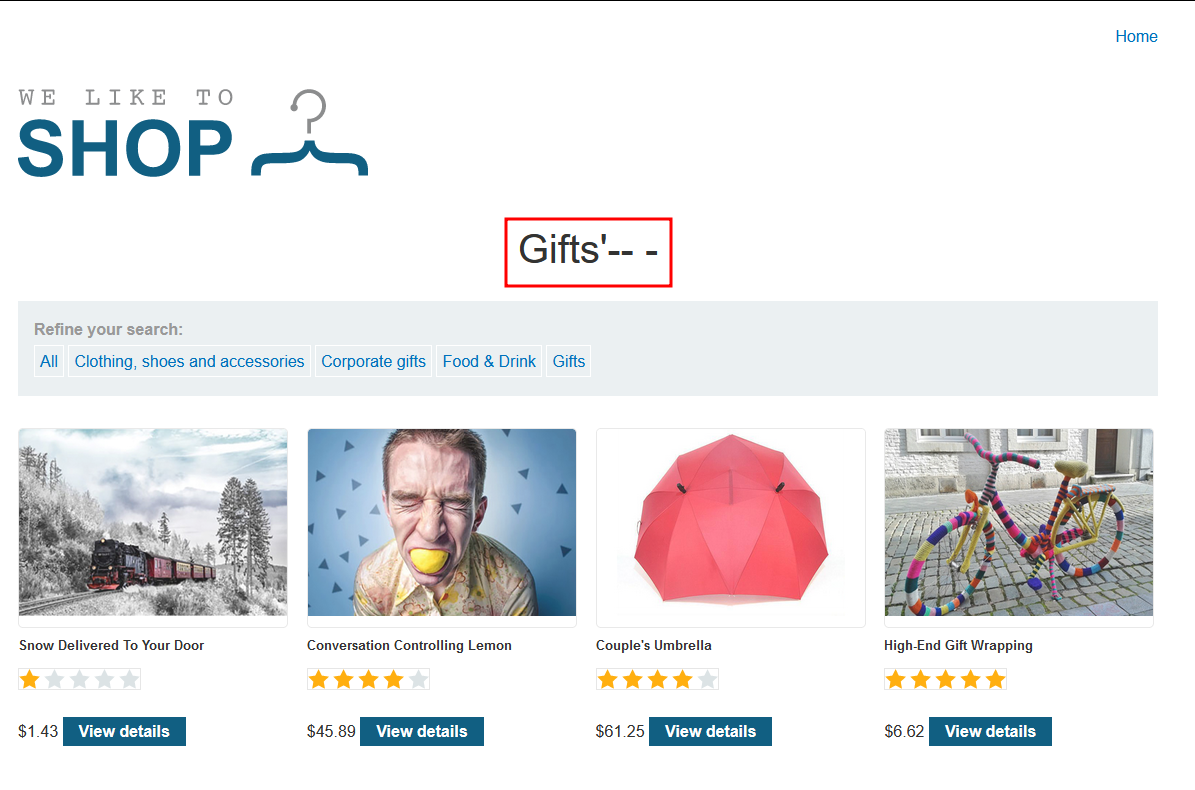 Home
WE LIKE TO
SHOP
Gifts'-- -
Refine your search:
All Clothing, shoes and accessories Corporate gifts Food & Drink Gifts
Snow Delivered To Your Door Conversation Controlling Lemon Couple's Umbrella High-End Gift Wrapping
$1.43 View details $45.89 View details $61.25 View details $6.62 View details